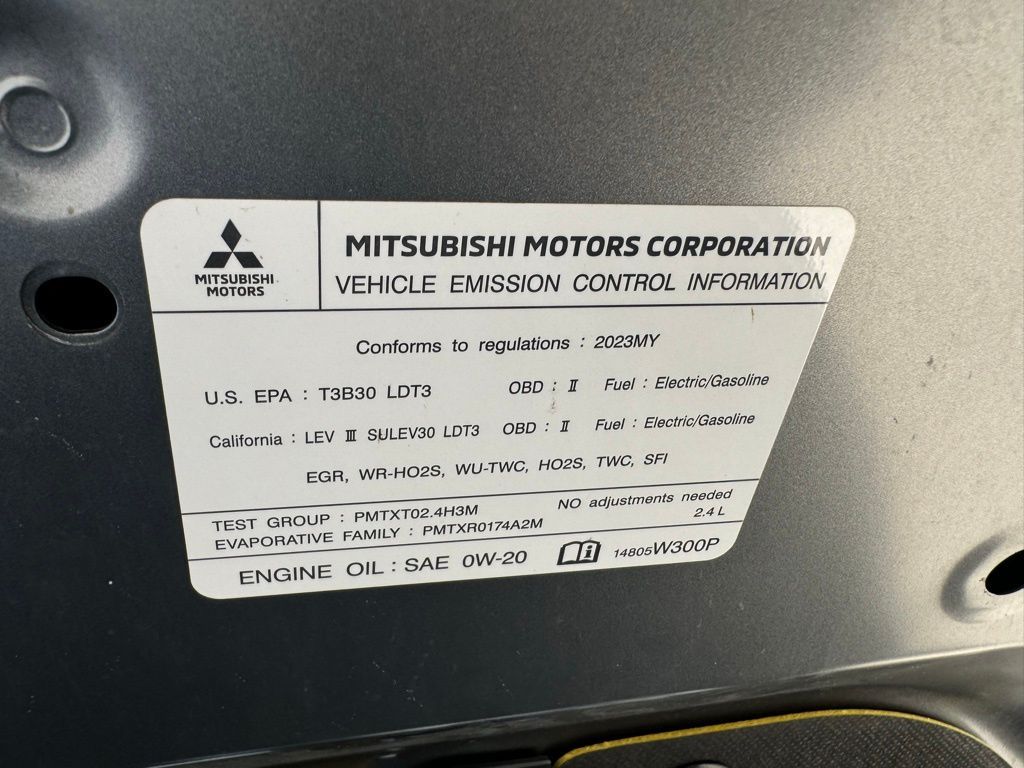 MITSUBISHI
MOTORS
MITSUBISHI MOTORS CORPORATION
VEHICLE EMISSION CONTROL INFORMATION
Conforms to regulations : 2023MY
U.S. EPA : T3B30 LDT3 OBD : Ⅱ Fuel : Electric/Gasoline
California : LEV Ⅲ SULEV30 LDT3 OBD : Ⅱ Fuel : Electric/Gasoline
EGR, WR-HO2S, WU-TWC, HO2S, TWC, SFI
TEST GROUP : PMTXT02.4H3M NO adjustments needed
EVAPORATIVE FAMILY : PMTXR0174A2M 2.4 L
ENGINE OIL : SAE 0W-20 14805W300P